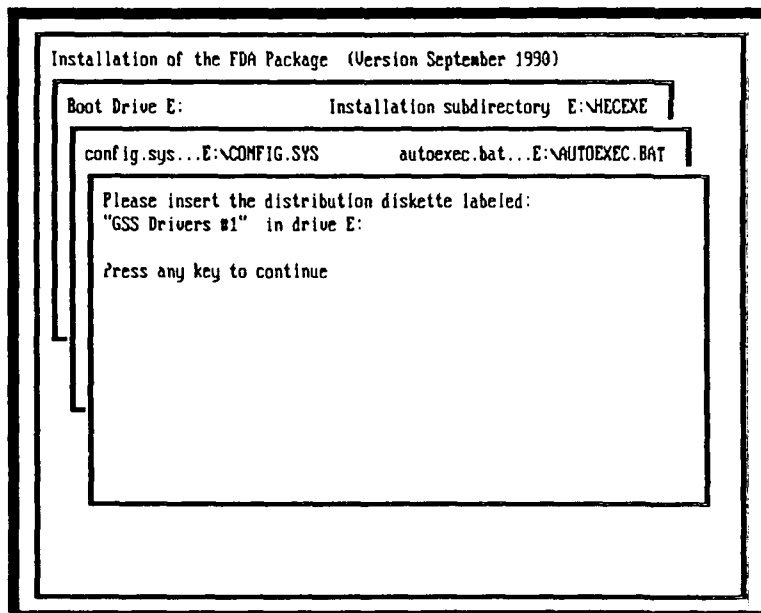 Installation of the FDA Package (Version September 1990)
Boot Drive E: Installation subdirectory E:\HECEXE
config.sys...E:\CONFIG.SYS autoexec.bat...E:\AUTOEXEC.BAT
Please insert the distribution diskette labeled:
"GSS Drivers #1" in drive E:
Press any key to continue